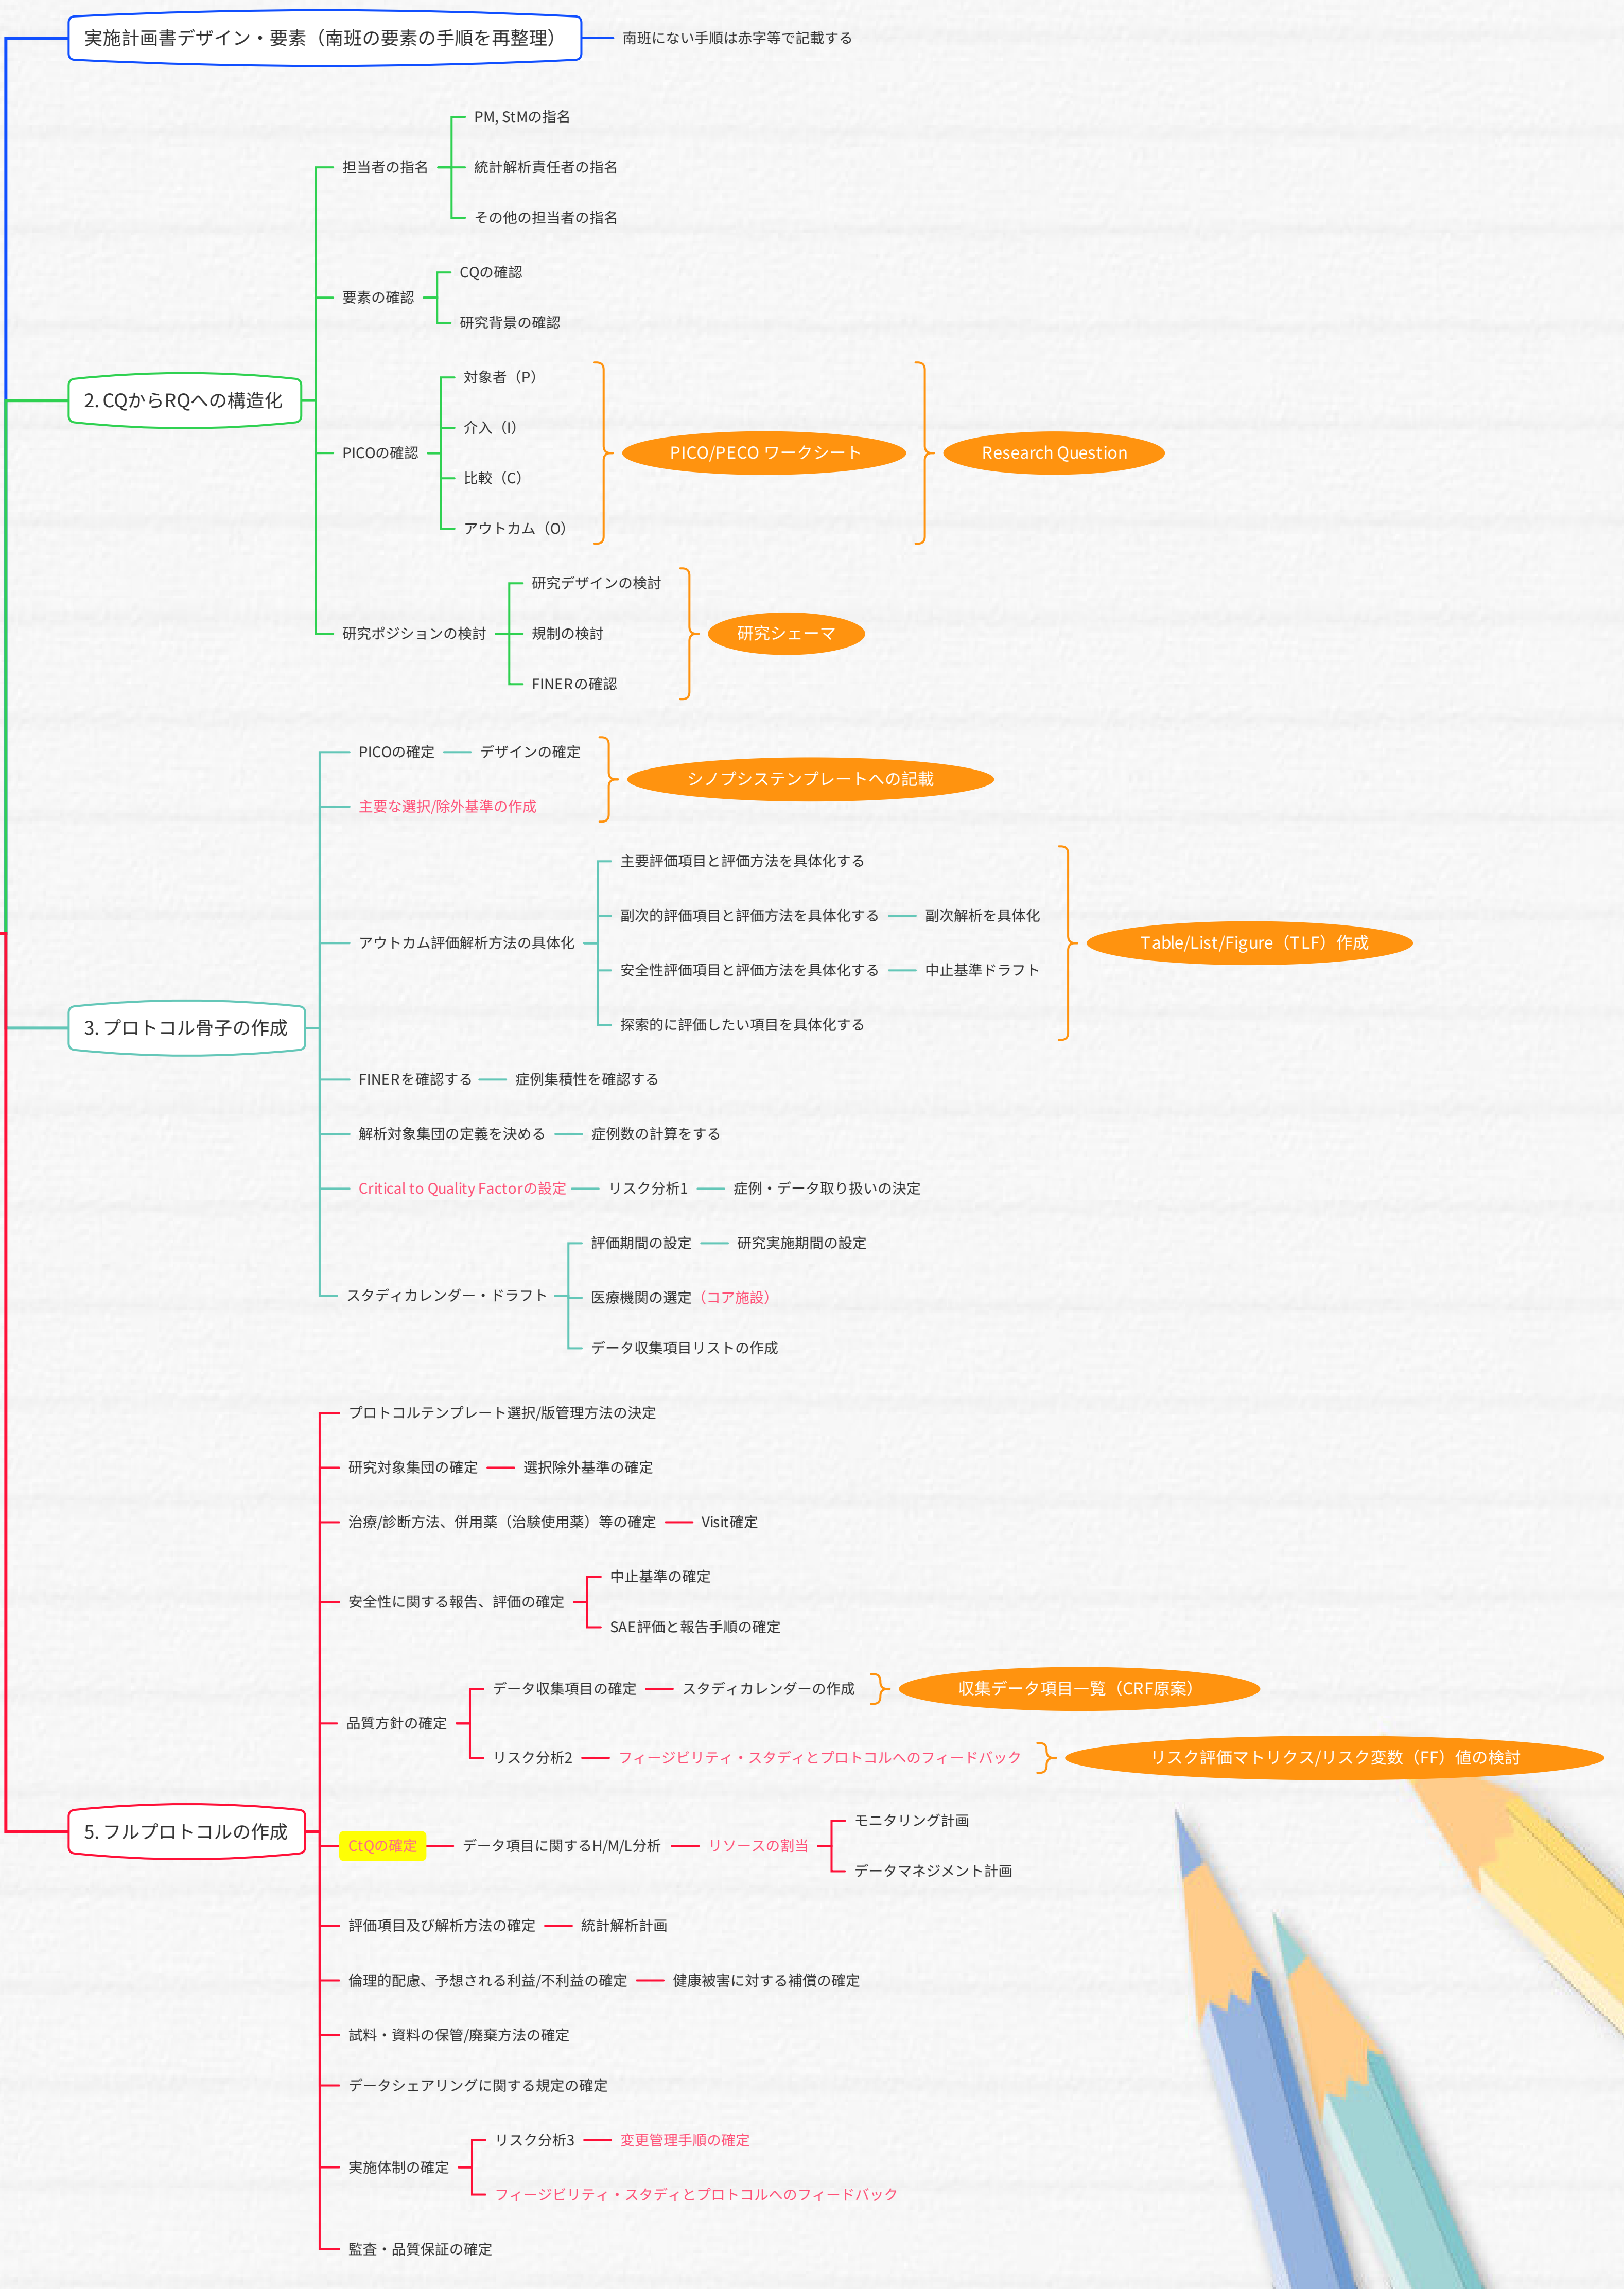 実施計画書デザイン・要素（南班の要素の手順を再整理）
南班にない手順は赤字等で記載する
2. CQからRQへの構造化
担当者の指名
PM, StMの指名
統計解析責任者の指名
その他の担当者の指名
要素の確認
CQの確認
研究背景の確認
PICOの確認
対象者（P）
介入（I）
比較（C）
アウトカム（O）
PICO/PECO ワークシート
Research Question
研究ポジションの検討
研究デザインの検討
規制の検討
FINERの確認
研究シェーマ
3. プロトコル骨子の作成
PICOの確定
デザインの確定
主要な選択/除外基準の作成
シノプシステンプレートへの記載
アウトカム評価解析方法の具体化
主要評価項目と評価方法を具体化する
副次的評価項目と評価方法を具体化する
副次解析を具体化
安全性評価項目と評価方法を具体化する
中止基準ドラフト
探索的に評価したい項目を具体化する
Table/List/Figure（TLF）作成
FINERを確認する
症例集積性を確認する
解析対象集団の定義を決める
症例数の計算をする
Critical to Quality Factorの設定
リスク分析1
症例・データ取り扱いの決定
スタディカレンダー・ドラフト
評価期間の設定
研究実施期間の設定
医療機関の選定（コア施設）
データ収集項目リストの作成
5. フルプロトコルの作成
プロトコルテンプレート選択/版管理方法の決定
研究対象集団の確定
選択除外基準の確定
治療/診断方法、併用薬（治験使用薬）等の確定
Visit確定
安全性に関する報告、評価の確定
中止基準の確定
SAE評価と報告手順の確定
品質方針の確定
データ収集項目の確定
スタディカレンダーの作成
収集データ項目一覧（CRF原案）
リスク分析2
フィージビリティ・スタディとプロトコルへのフィードバック
リスク評価マトリクス/リスク変数（FF）値の検討
CtQの確定
データ項目に関するH/M/L分析
リソースの割当
モニタリング計画
データマネジメント計画
評価項目及び解析方法の確定
統計解析計画
倫理的配慮、予想される利益/不利益の確定
健康被害に対する補償の確定
試料・資料の保管/廃棄方法の確定
データシェアリングに関する規定の確定
実施体制の確定
リスク分析3
変更管理手順の確定
フィージビリティ・スタディとプロトコルへのフィードバック
監査・品質保証の確定